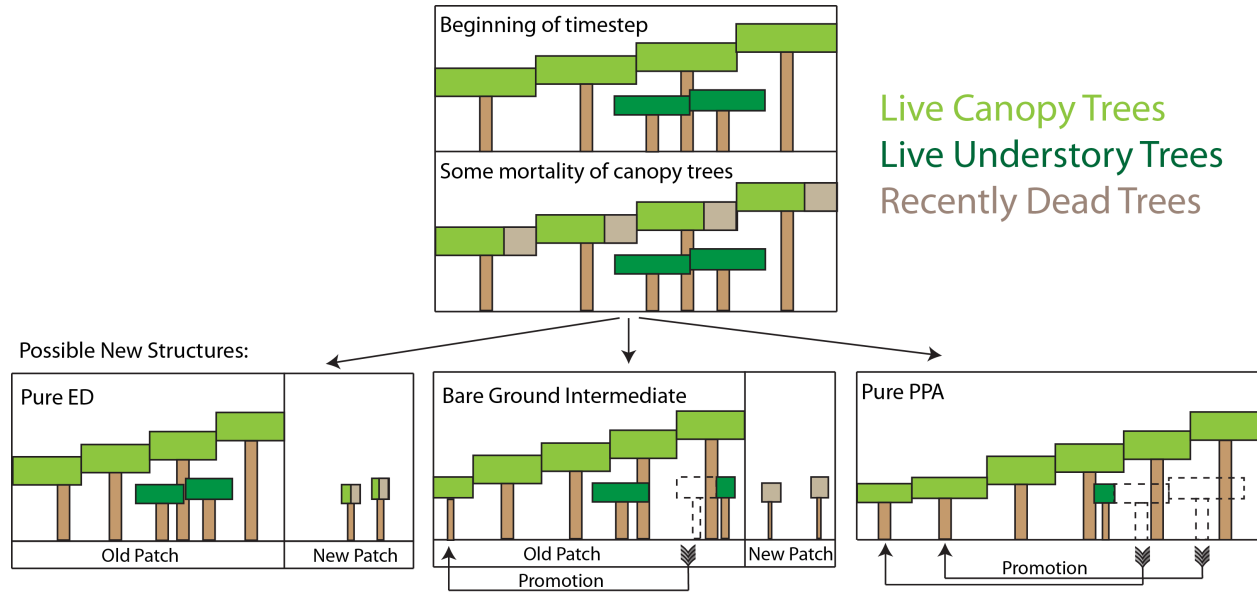 Beginning of timestep
Some mortality of canopy trees
Live Canopy Trees
Live Understory Trees
Recently Dead Trees
Possible New Structures:
Pure ED
Old Patch
New Patch
Bare Ground Intermediate
Old Patch
New Patch
Promotion
Pure PPA
Promotion